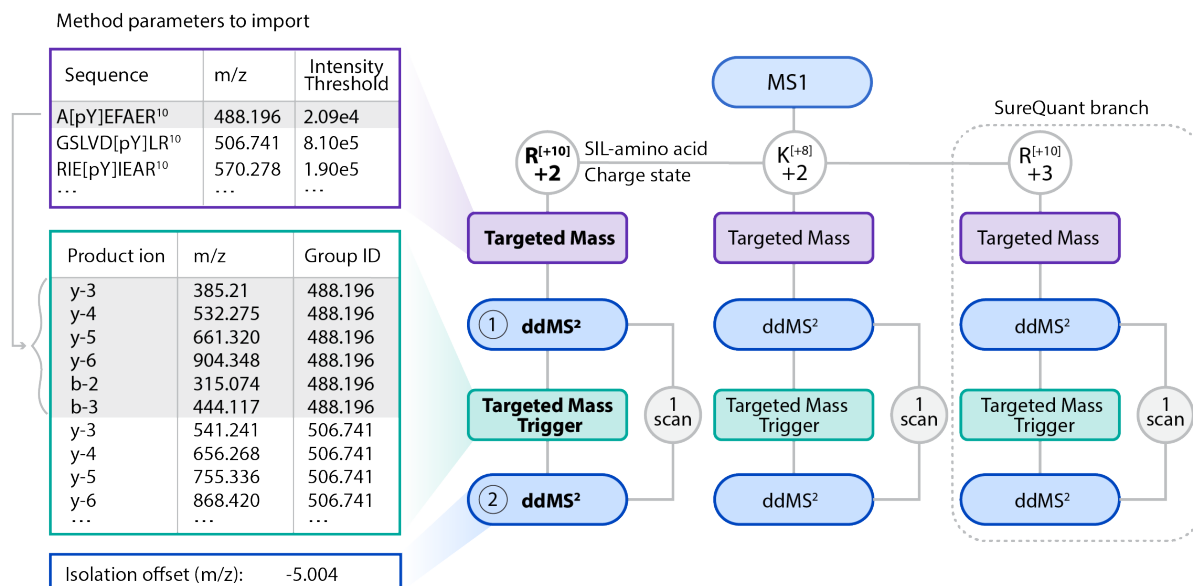 Method parameters to import
Sequence m/z Intensity Threshold
A[pY]EFAER¹⁰ 488.196 2.09e4
GSLVD[pY]LR¹⁰ 506.741 8.10e5
RIE[pY]IEAR¹⁰ 570.278 1.90e5
... ... ...
Product ion m/z Group ID
y-3 385.21 488.196
y-4 532.275 488.196
y-5 661.320 488.196
y-6 904.348 488.196
b-2 315.074 488.196
b-3 444.117 488.196
y-3 541.241 506.741
y-4 656.268 506.741
y-5 755.336 506.741
y-6 868.420 506.741
... ... ...
Isolation offset (m/z): -5.004
MS1
SureQuant branch
R[+10]
+2
SIL-amino acid
Charge state
K[+8]
+2
R[+10]
+3
Targeted Mass
Targeted Mass
Targeted Mass
1 ddMS²
ddMS²
ddMS²
Targeted Mass
Trigger
1
scan
Targeted Mass
Trigger
1
scan
Targeted Mass
Trigger
1
scan
2 ddMS²
ddMS²
ddMS²